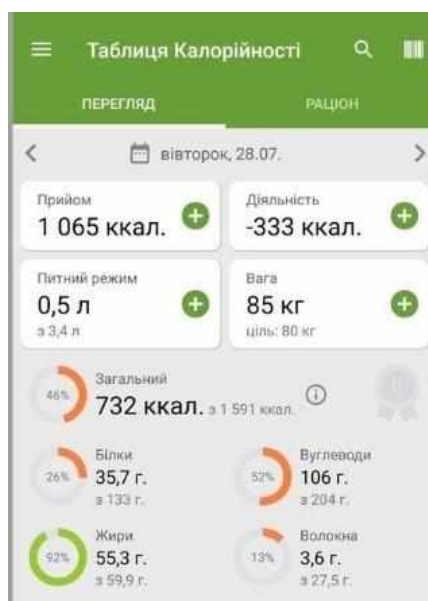 Таблиця Калорійності
ПЕРЕГЛЯД РАЦІОН
вівторок, 28.07.
Прийом
1 065 ккал.
Діяльність
-333 ккал.
Питний режим
0,5 л
з 3,4 л
Вага
85 кг
ціль: 80 кг
46%
Загальний
732 ккал. з 1 591 ккал.
26%
Білки
35,7 г.
з 133 г.
52%
Вуглеводи
106 г.
з 204 г.
92%
Жири
55,3 г.
з 59,9 г.
13%
Волокна
3,6 г.
з 27,5 г.